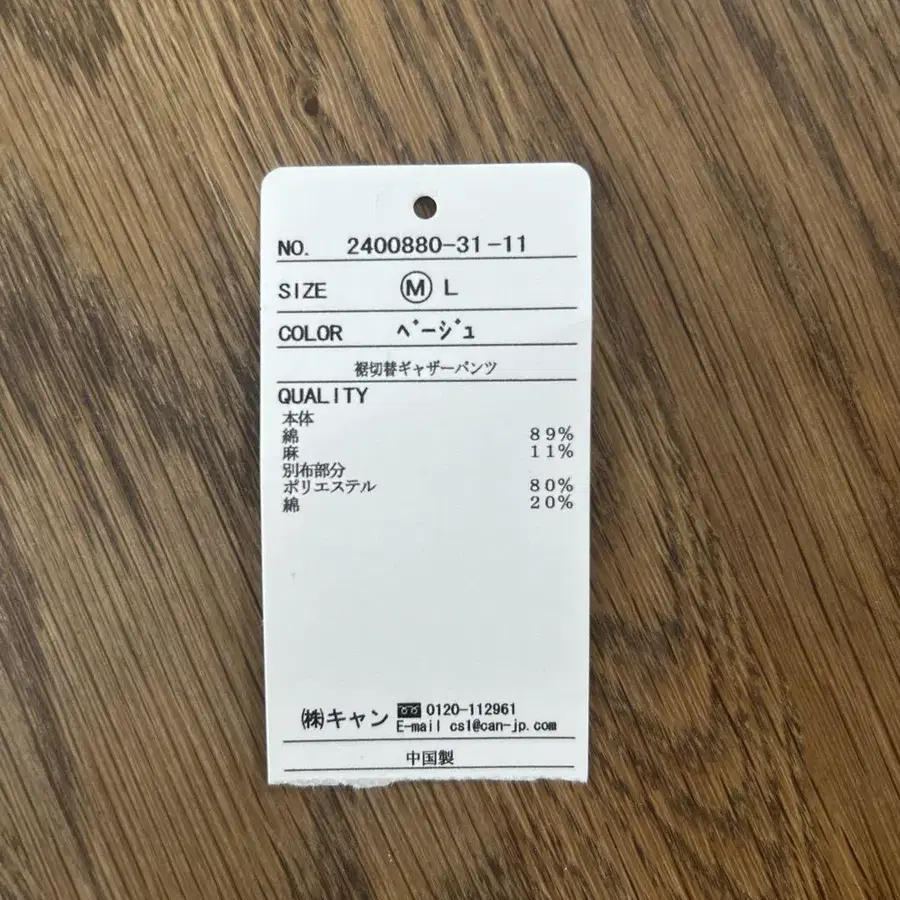 NO. 2400880-31-11
SIZE Ⓜ L
COLOR ﾍﾞｰｼﾞｭ
裾切替ギャザーパンツ
QUALITY
本体
綿 89%
麻 11%
別布部分
ポリエステル 80%
綿 20%
㈱キャン 0120-112961
E-mail cs1@can-jp.com
中国製